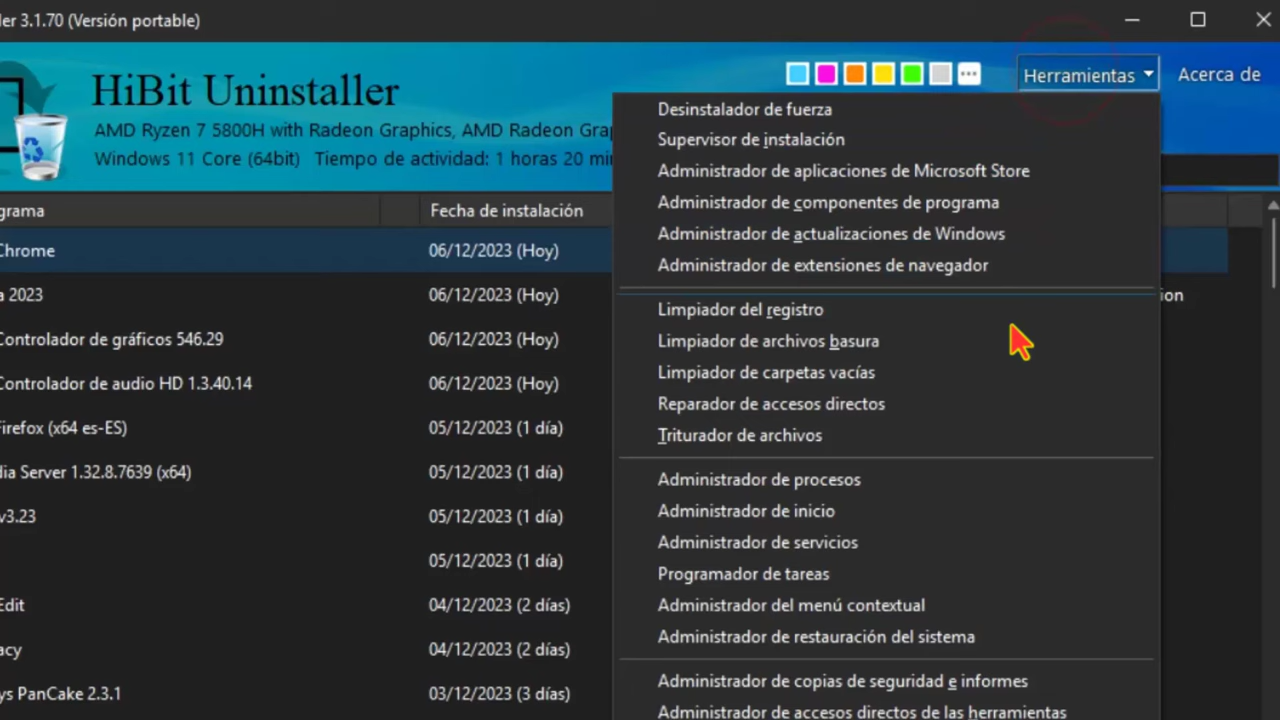 ler 3.1.70 (Versión portable)
HiBit Uninstaller
AMD Ryzen 7 5800H with Radeon Graphics, AMD Radeon Gra
Windows 11 Core (64bit) Tiempo de actividad: 1 horas 20 min
Herramientas
Acerca de
grama
Fecha de instalación
Chrome
06/12/2023 (Hoy)
a 2023
06/12/2023 (Hoy)
ion
Controlador de gráficos 546.29
06/12/2023 (Hoy)
Controlador de audio HD 1.3.40.14
06/12/2023 (Hoy)
Firefox (x64 es-ES)
05/12/2023 (1 día)
dia Server 1.32.8.7639 (x64)
05/12/2023 (1 día)
v3.23
05/12/2023 (1 día)
05/12/2023 (1 día)
Edit
04/12/2023 (2 días)
acy
04/12/2023 (2 días)
ys PanCake 2.3.1
03/12/2023 (3 días)
Desinstalador de fuerza
Supervisor de instalación
Administrador de aplicaciones de Microsoft Store
Administrador de componentes de programa
Administrador de actualizaciones de Windows
Administrador de extensiones de navegador
Limpiador del registro
Limpiador de archivos basura
Limpiador de carpetas vacías
Reparador de accesos directos
Triturador de archivos
Administrador de procesos
Administrador de inicio
Administrador de servicios
Programador de tareas
Administrador del menú contextual
Administrador de restauración del sistema
Administrador de copias de seguridad e informes
Administrador de accesos directos de las herramientas